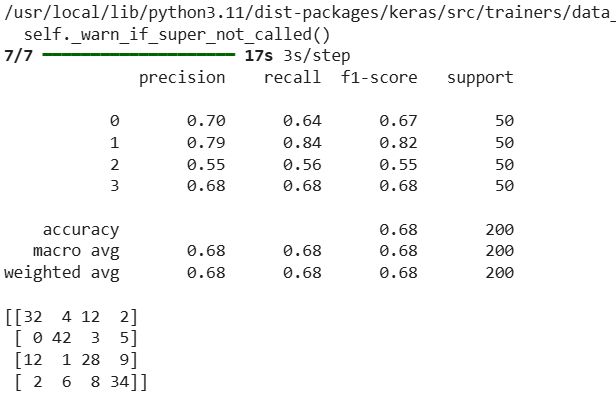 /usr/local/lib/python3.11/dist-packages/keras/src/trainers/data_
  self._warn_if_super_not_called()
7/7 ━━━━━━━━━━━━━━━━━━━━ 17s 3s/step
              precision    recall  f1-score   support

           0       0.70      0.64      0.67        50
           1       0.79      0.84      0.82        50
           2       0.55      0.56      0.55        50
           3       0.68      0.68      0.68        50

    accuracy                           0.68       200
   macro avg       0.68      0.68      0.68       200
weighted avg       0.68      0.68      0.68       200

[[32  4 12  2]
 [ 0 42  3  5]
 [12  1 28  9]
 [ 2  6  8 34]]